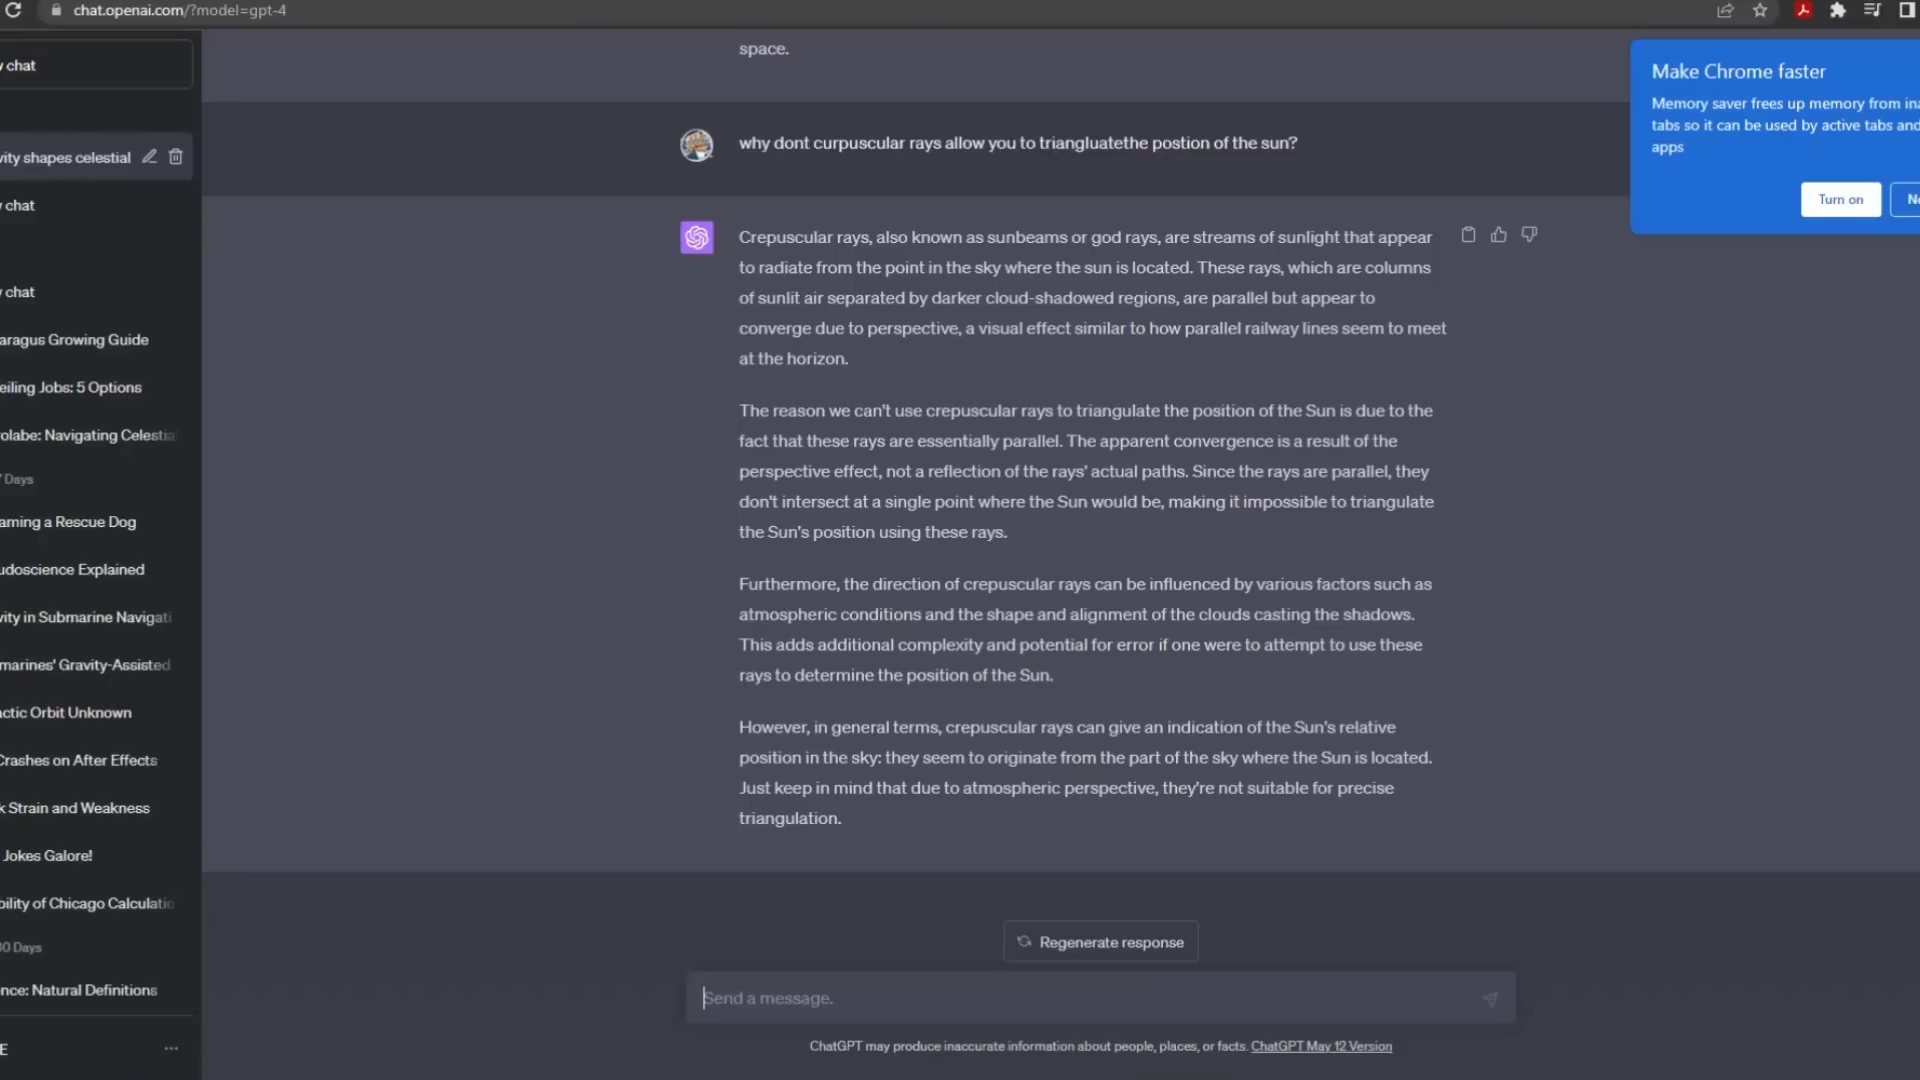 chat.openai.com/?model=gpt-4
chat
vity shapes celestial
chat
chat
aragus Growing Guide
eiling Jobs: 5 Options
rolabe: Navigating Celestia
Days
aming a Rescue Dog
udoscience Explained
vity in Submarine Navigati
marines' Gravity-Assisted
actic Orbit Unknown
Crashes on After Effects
k Strain and Weakness
Jokes Galore!
bility of Chicago Calculatio
30 Days
nce: Natural Definitions
E
space.
why dont curpuscular rays allow you to triangluatethe postion of the sun?
Crepuscular rays, also known as sunbeams or god rays, are streams of sunlight that appear
to radiate from the point in the sky where the sun is located. These rays, which are columns
of sunlit air separated by darker cloud-shadowed regions, are parallel but appear to
converge due to perspective, a visual effect similar to how parallel railway lines seem to meet
at the horizon.
The reason we can't use crepuscular rays to triangulate the position of the Sun is due to the
fact that these rays are essentially parallel. The apparent convergence is a result of the
perspective effect, not a reflection of the rays' actual paths. Since the rays are parallel, they
don't intersect at a single point where the Sun would be, making it impossible to triangulate
the Sun's position using these rays.
Furthermore, the direction of crepuscular rays can be influenced by various factors such as
atmospheric conditions and the shape and alignment of the clouds casting the shadows.
This adds additional complexity and potential for error if one were to attempt to use these
rays to determine the position of the Sun.
However, in general terms, crepuscular rays can give an indication of the Sun's relative
position in the sky: they seem to originate from the part of the sky where the Sun is located.
Just keep in mind that due to atmospheric perspective, they're not suitable for precise
triangulation.
Regenerate response
Send a message.
ChatGPT may produce inaccurate information about people, places, or facts. ChatGPT May 12 Version
Make Chrome faster
Memory saver frees up memory from ina
tabs so it can be used by active tabs and
apps
Turn on
No